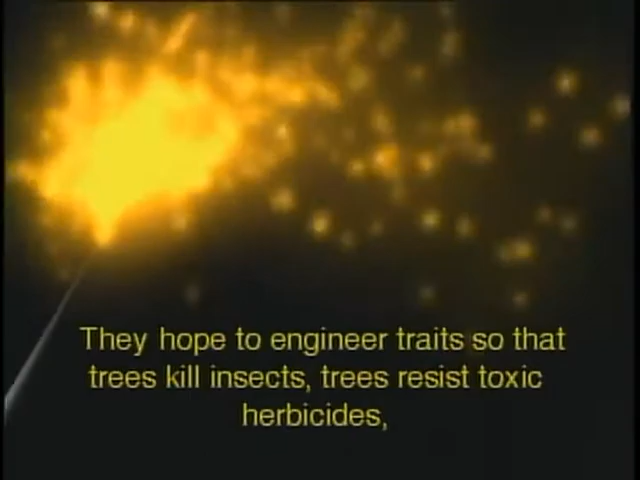 They hope to engineer traits so that
trees kill insects, trees resist toxic
herbicides,